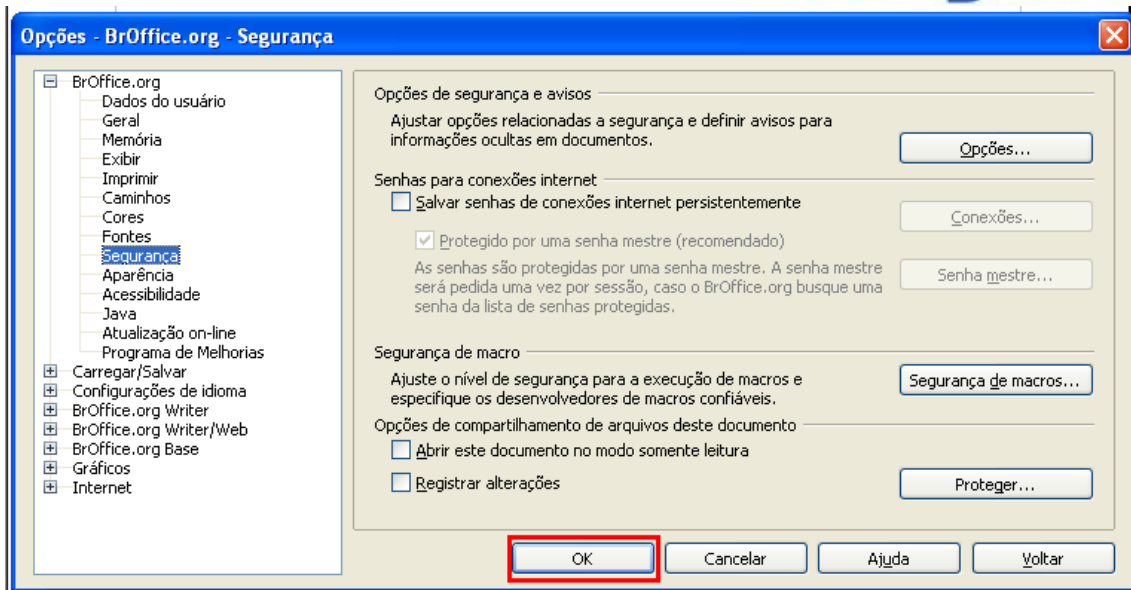 Opções - BrOffice.org - Segurança
BrOffice.org
Dados do usuário
Geral
Memória
Exibir
Imprimir
Caminhos
Cores
Fontes
Segurança
Aparência
Acessibilidade
Java
Atualização on-line
Programa de Melhorias
Carregar/Salvar
Configurações de idioma
BrOffice.org Writer
BrOffice.org Writer/Web
BrOffice.org Base
Gráficos
Internet
Opções de segurança e avisos
Ajustar opções relacionadas a segurança e definir avisos para
informações ocultas em documentos.
Opções...
Senhas para conexões internet
Salvar senhas de conexões internet persistentemente
Conexões...
Protegido por uma senha mestre (recomendado)
As senhas são protegidas por uma senha mestre. A senha mestre
será pedida uma vez por sessão, caso o BrOffice.org busque uma
senha da lista de senhas protegidas.
Senha mestre...
Segurança de macro
Ajuste o nível de segurança para a execução de macros e
especifique os desenvolvedores de macros confiáveis.
Segurança de macros...
Opções de compartilhamento de arquivos deste documento
Abrir este documento no modo somente leitura
Registrar alterações
Proteger...
OK
Cancelar
Ajuda
Voltar